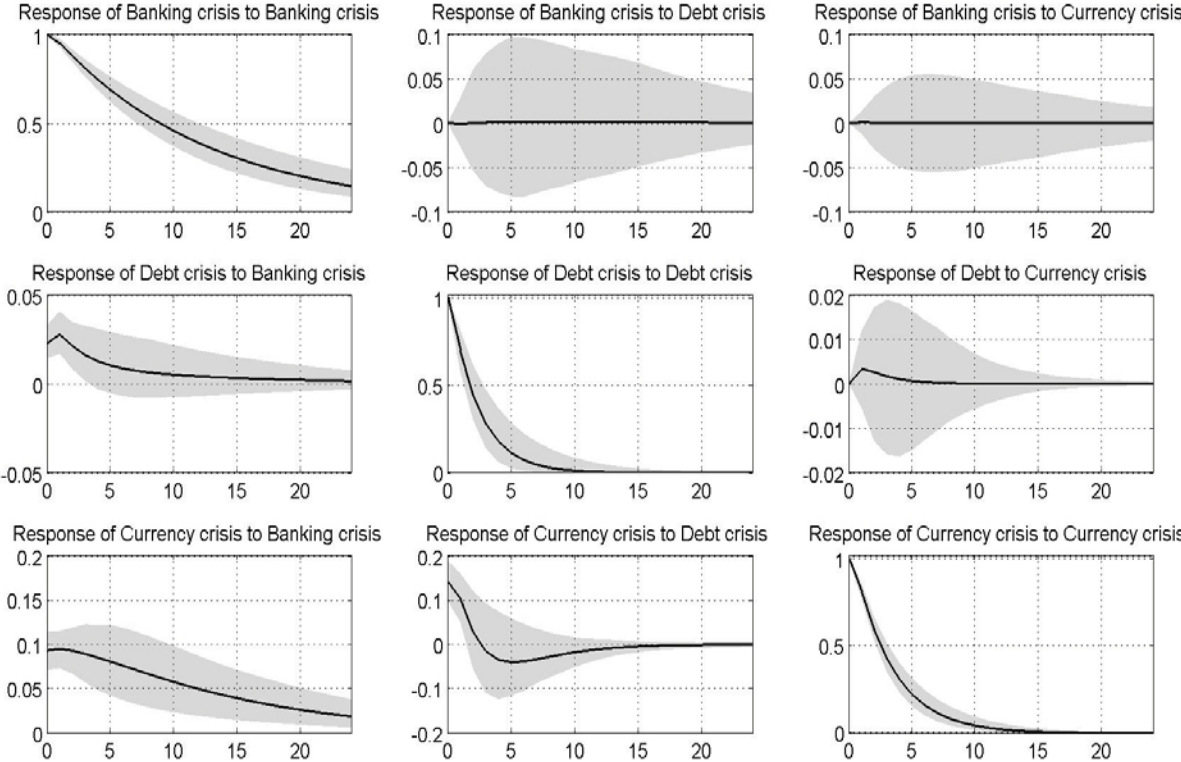 Response of Banking crisis to Banking crisis
1
0.5
0
0 5 10 15 20
Response of Banking crisis to Debt crisis
0.1
0.05
0
-0.05
-0.1
0 5 10 15 20
Response of Banking crisis to Currency crisis
0.1
0.05
0
-0.05
-0.1
0 5 10 15 20
Response of Debt crisis to Banking crisis
0.05
0
-0.05
0 5 10 15 20
Response of Debt crisis to Debt crisis
1
0.5
0
0 5 10 15 20
Response of Debt to Currency crisis
0.02
0.01
0
-0.01
-0.02
0 5 10 15 20
Response of Currency crisis to Banking crisis
0.2
0.15
0.1
0.05
0
0 5 10 15 20
Response of Currency crisis to Debt crisis
0.2
0.1
0
-0.1
-0.2
0 5 10 15 20
Response of Currency crisis to Currency crisis
1
0.5
0
0 5 10 15 20